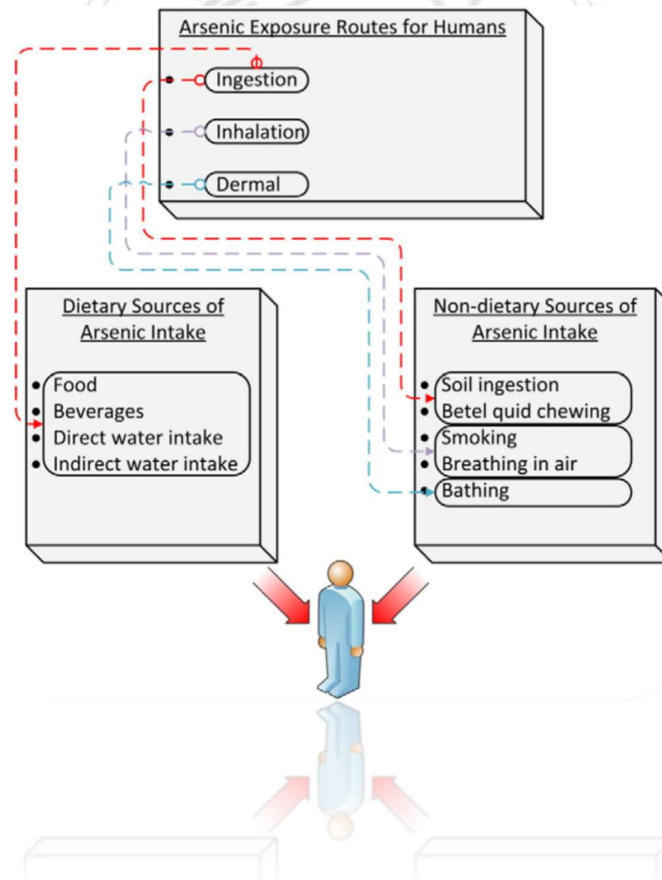 Arsenic Exposure Routes for Humans
Ingestion
Inhalation
Dermal
Dietary Sources of
Arsenic Intake
Food
Beverages
Direct water intake
Indirect water intake
Non-dietary Sources of
Arsenic Intake
Soil ingestion
Betel quid chewing
Smoking
Breathing in air
Bathing